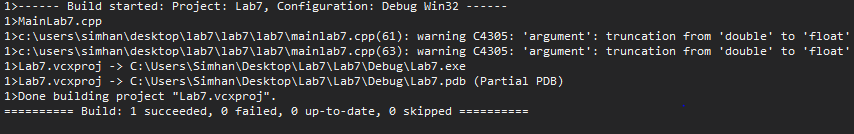 1>------ Build started: Project: Lab7, Configuration: Debug Win32 ------
1>MainLab7.cpp
1>c:\users\simhan\desktop\lab7\lab7\lab7\mainlab7.cpp(61): warning C4305: 'argument': truncation from 'double' to 'float'
1>c:\users\simhan\desktop\lab7\lab7\lab7\mainlab7.cpp(63): warning C4305: 'argument': truncation from 'double' to 'float'
1>Lab7.vcxproj -> C:\Users\Simhan\Desktop\Lab7\Lab7\Debug\Lab7.exe
1>Lab7.vcxproj -> C:\Users\Simhan\Desktop\Lab7\Lab7\Debug\Lab7.pdb (Partial PDB)
1>Done building project "Lab7.vcxproj".
========== Build: 1 succeeded, 0 failed, 0 up-to-date, 0 skipped ==========